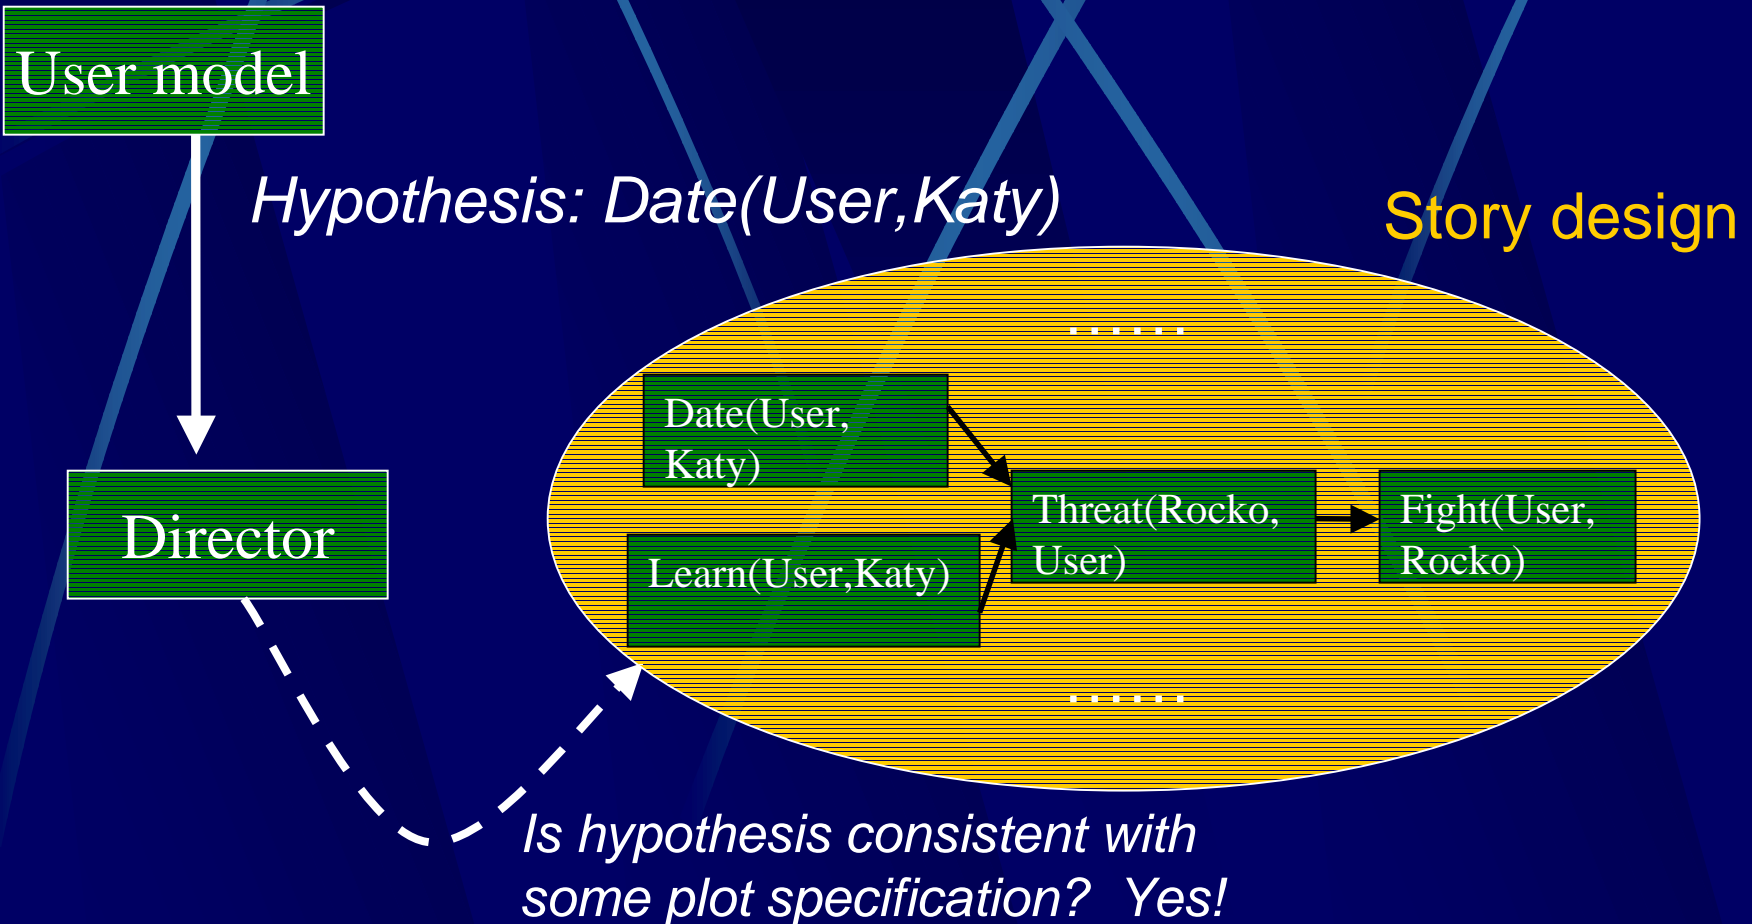 User model
Hypothesis: Date(User,Katy)
Story design
......
Date(User,
Katy)
Threat(Rocko,
User)
Fight(User,
Rocko)
Director
Learn(User,Katy)
......
Is hypothesis consistent with
some plot specification? Yes!